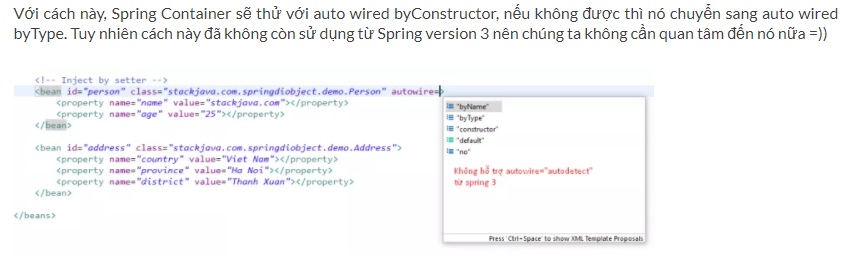 Với cách này, Spring Container sẽ thử với auto wired byConstructor, nếu không được thì nó chuyển sang auto wired
byType. Tuy nhiên cách này đã không còn sử dụng từ Spring version 3 nên chúng ta không cần quan tâm đến nó nữa =))
<!-- Inject by setter -->
<bean id="person" class="stackjava.com.springdiobject.demo.Person" autowire=>
<property name="name" value="stackjava.com"></property>
<property name="age" value="25"></property>
</bean>
<bean id="address" class="stackjava.com.springdiobject.demo.Address">
<property name="country" value="Viet Nam"></property>
<property name="province" value="Ha Noi"></property>
<property name="district" value="Thanh Xuan"></property>
</bean>
</beans>
"byName"
"byType"
"constructor"
"default"
"no"
Không hỗ trợ autowire="autodetect"
từ spring 3
Press 'Ctrl+Space' to show XML Template Proposals